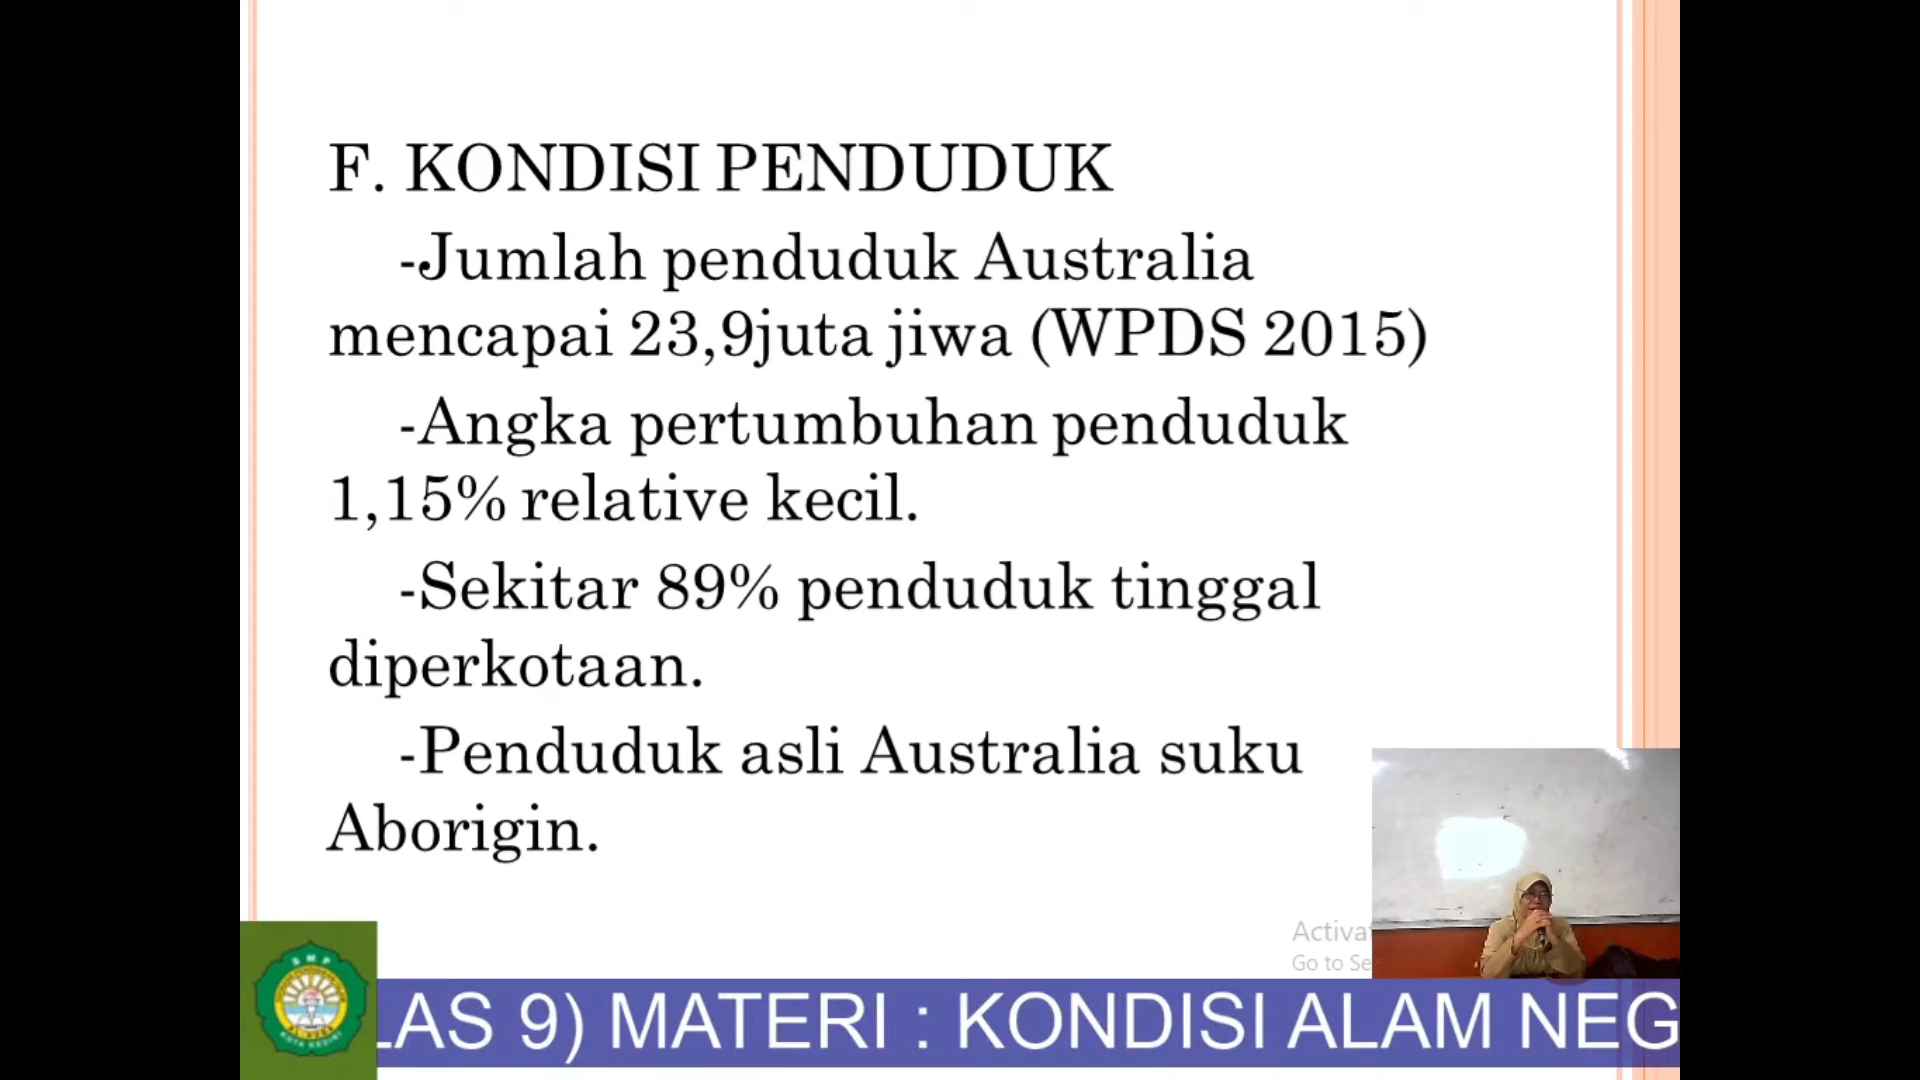 F. KONDISI PENDUDUK
-Jumlah penduduk Australia
mencapai 23,9juta jiwa (WPDS 2015)
-Angka pertumbuhan penduduk
1,15% relative kecil.
-Sekitar 89% penduduk tinggal
diperkotaan.
-Penduduk asli Australia suku
Aborigin.
Activa
Go to Se
SMP
LAS 9) MATERI : KONDISI ALAM NEG